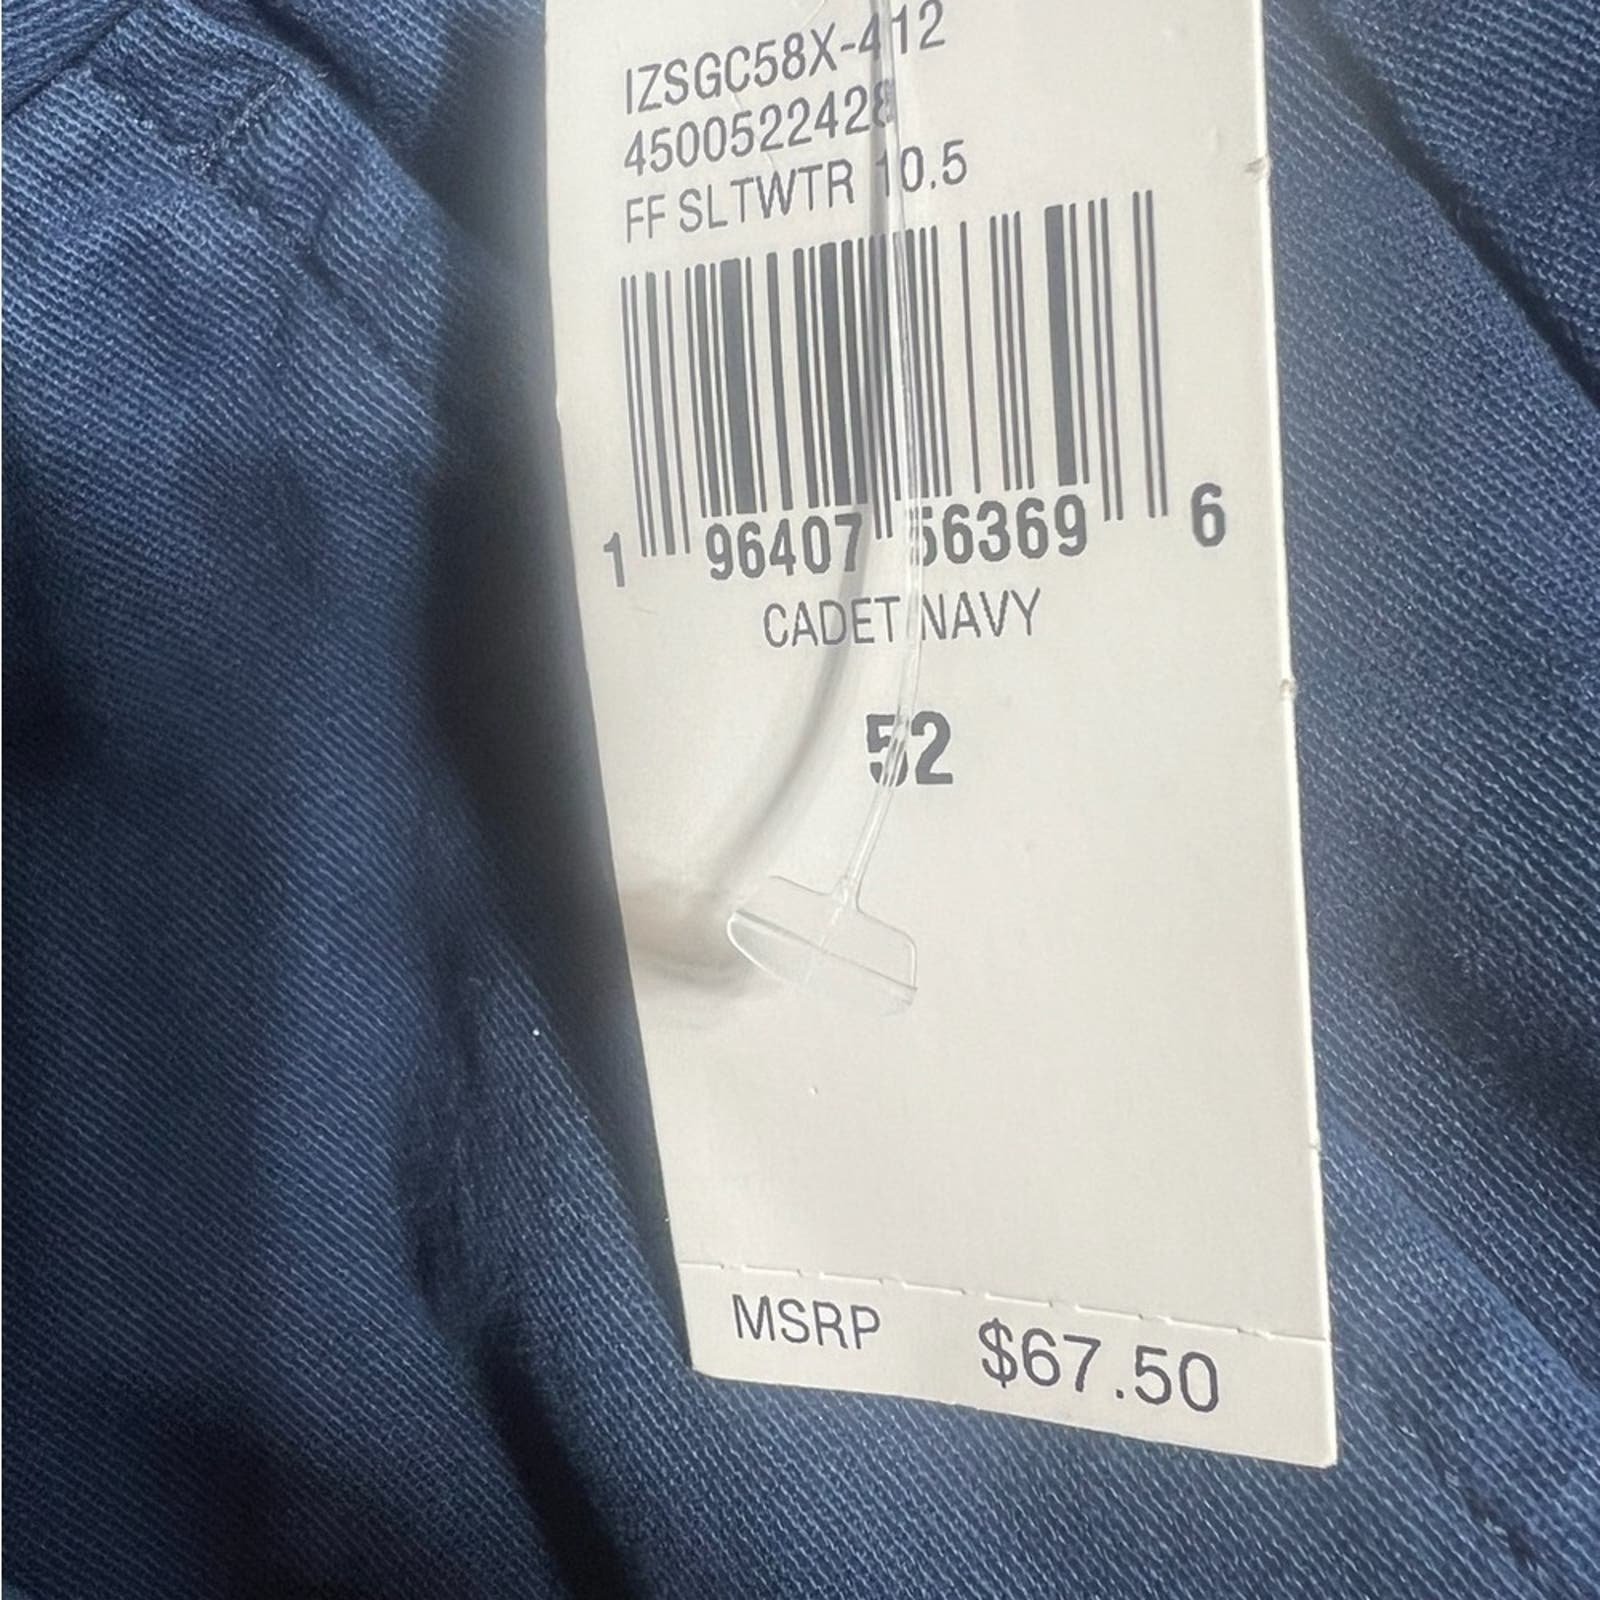 IZSGC58X-412
4500522428
FF SLTWTR 10.5
1 96407 56369 6
CADET NAVY
52
MSRP $67.50